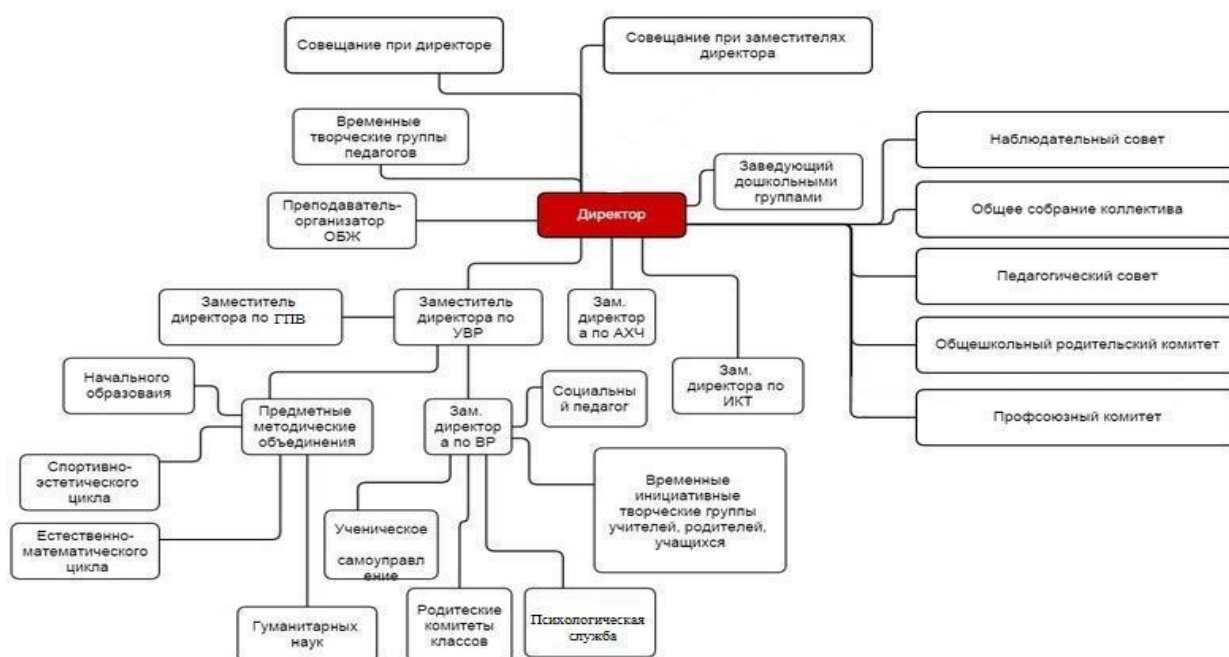 Совещание при директоре
Совещание при заместителях
директора
Временные
творческие группы
педагогов
Наблюдательный совет
Заведующий
дошкольными
группами
Преподаватель-
организатор
ОБЖ
Директор
Общее собрание коллектива
Педагогический совет
Заместитель
директора по ГПВ
Заместитель
директора по
УВР
Зам.
директор
а по АХЧ
Общешкольный родительский комитет
Зам.
директора по
ИКТ
Начального
образоваия
Предметные
методические
объединения
Зам.
директор
а по ВР
Социальны
й педагог
Профсоюзный комитет
Спортивно-
эстетического
цикла
Временные
инициативные
творческие группы
учителей, родителей,
учащихся
Естественно-
математического
цикла
Ученическое
самоуправл
ение
Гуманитарных
наук
Родитеские
комитеты
классов
Психологическая
служба